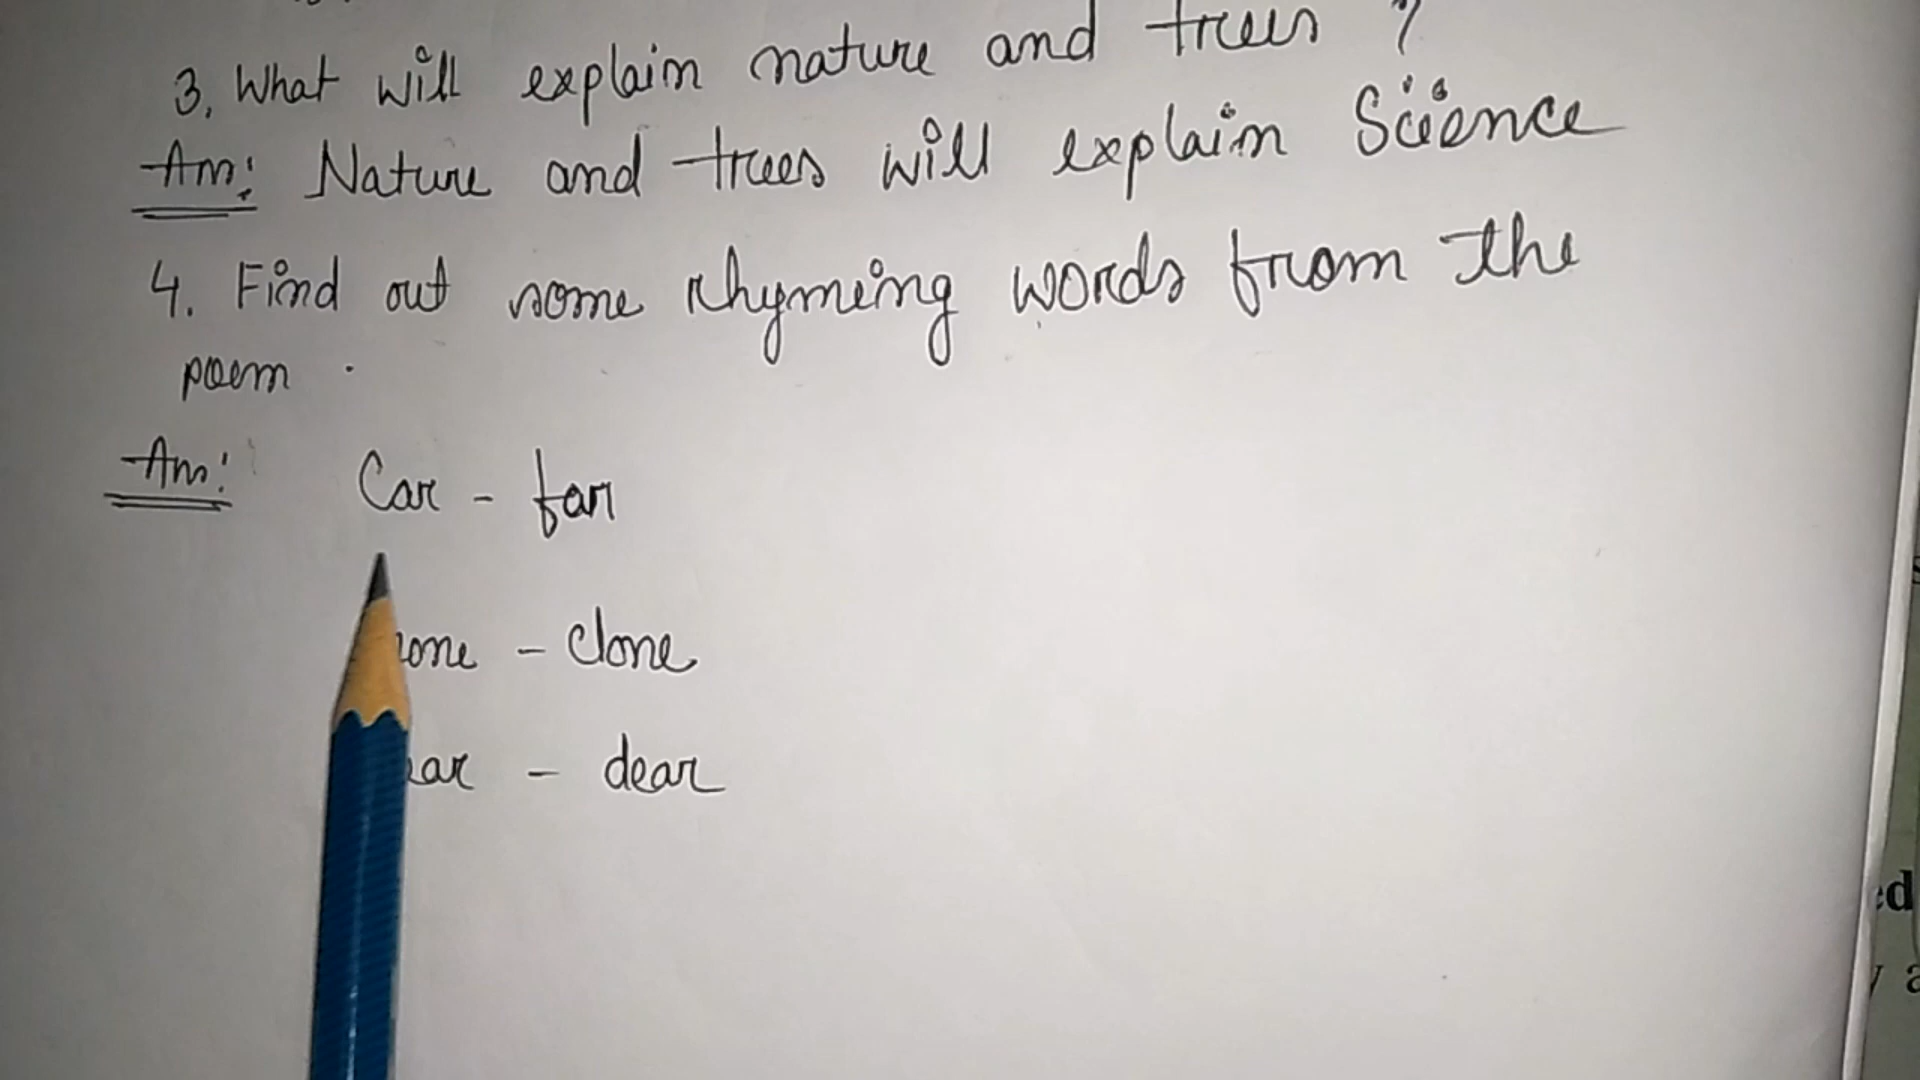 3. What will explain nature and trees ?
Ans: Nature and trees will explain Science
4. Find out some rhyming words from the
poem .
Ans: Car - far
- Clone
- dear